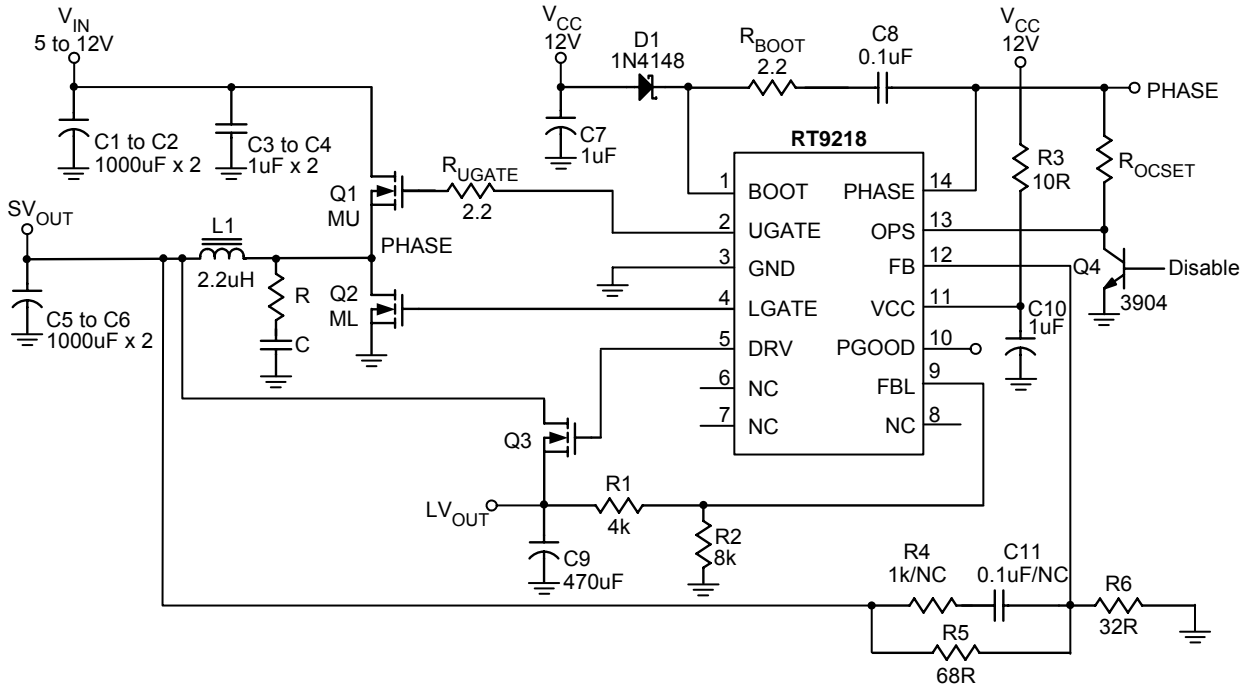 VIN
5 to 12V
C1 to C2
1000uF x 2
C3 to C4
1uF x 2
Q1
MU
RUGATE
2.2
SVOUT
L1
2.2uH
PHASE
C5 to C6
1000uF x 2
R
C
Q2
ML
VCC
12V
D1
1N4148
RBOOT
2.2
C8
0.1uF
C7
1uF
VCC
12V
PHASE
R3
10R
ROCSET
RT9218
1 BOOT PHASE 14
2 UGATE OPS 13
3 GND FB 12
4 LGATE VCC 11
5 DRV PGOOD 10
6 NC FBL 9
7 NC NC 8
Q4
Disable
3904
C10
1uF
Q3
LVOUT
R1
4k
C9
470uF
R2
8k
R4
1k/NC
C11
0.1uF/NC
R6
32R
R5
68R